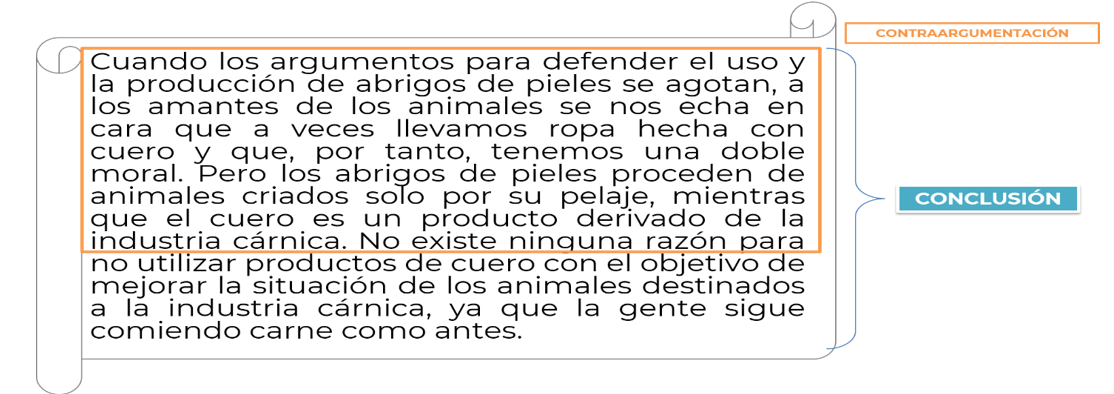 CONTRAARGUMENTACIÓN
Cuando los argumentos para defender el uso y
la producción de abrigos de pieles se agotan, a
los amantes de los animales se nos echa en
cara que a veces llevamos ropa hecha con
cuero y que, por tanto, tenemos una doble
moral. Pero los abrigos de pieles proceden de
animales criados solo por su pelaje, mientras
que el cuero es un producto derivado de la
industria cárnica. No existe ninguna razón para
no utilizar productos de cuero con el objetivo de
mejorar la situación de los animales destinados
a la industria cárnica, ya que la gente sigue
comiendo carne como antes.
CONCLUSIÓN